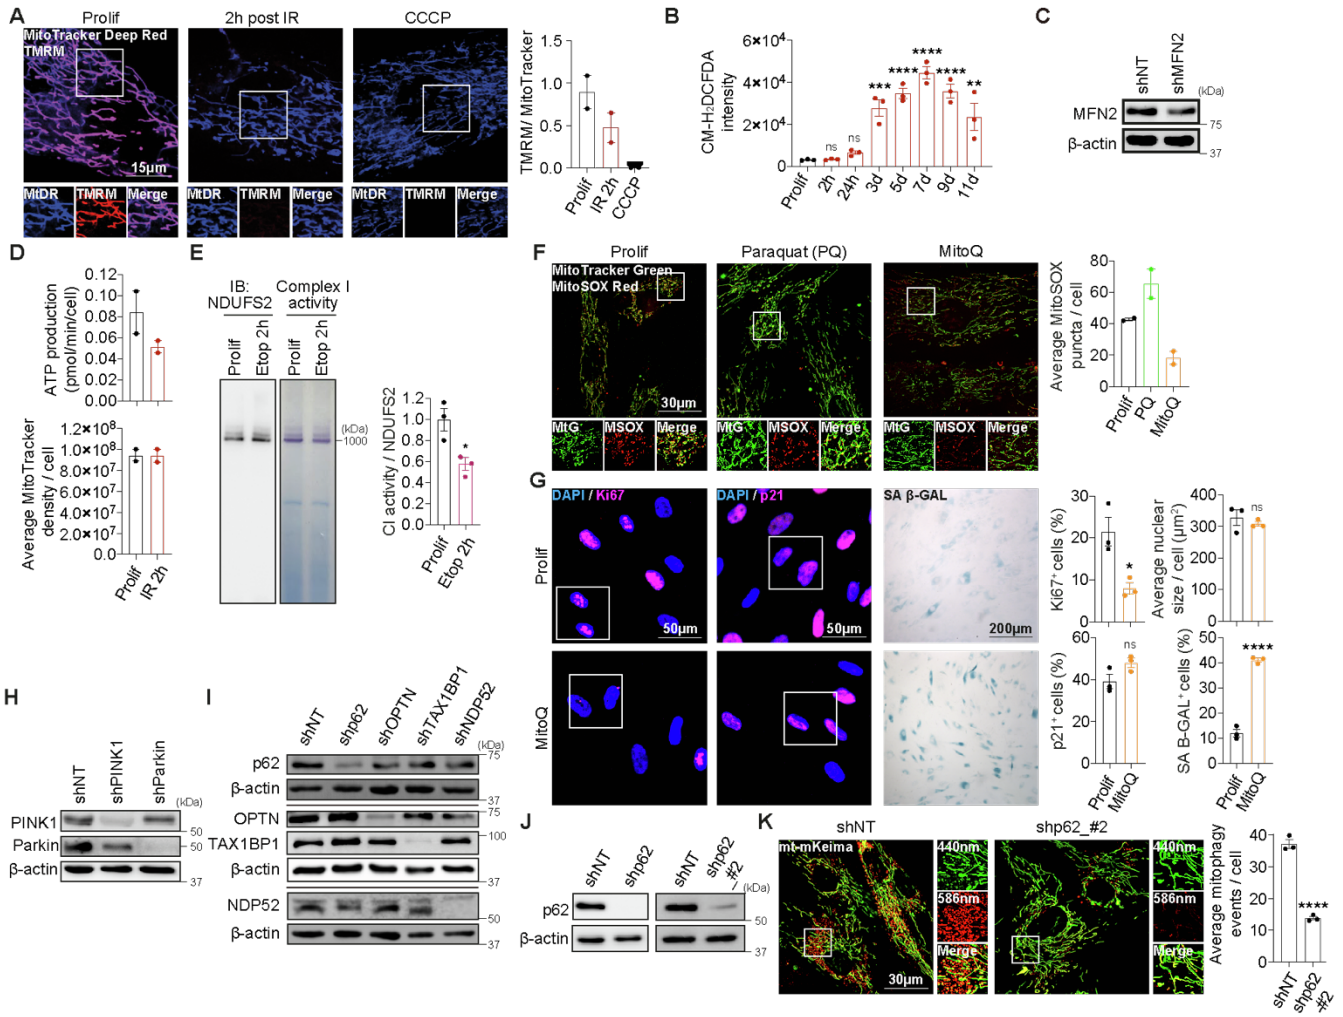 A
Prolif
2h post IR
CCCP
MitoTracker Deep Red
TMRM
15µm
MtDR
TMRM
Merge
MtDR
TMRM
Merge
MtDR
TMRM
Merge
TMRM/ MitoTracker
1.5
1.0
0.5
0.0
Prolif
IR 2h
CCCP
B
CM-H₂DCFDA
intensity
6×10⁴
4×10⁴
2×10⁴
0
ns
ns
***
****
****
****
**
Prolif
2h
24h
3d
5d
7d
9d
11d
C
shNT
shMFN2
(kDa)
MFN2
75
β-actin
37
D
ATP production
(pmol/min/cell)
0.12
0.10
0.08
0.06
0.04
0.02
0.00
Average MitoTracker
density / cell
1.2×10⁸
1.0×10⁸
8.0×10⁷
6.0×10⁷
4.0×10⁷
2.0×10⁷
0.0
Prolif
IR 2h
E
IB:
NDUFS2
Complex I
activity
Prolif
Etop 2h
Prolif
Etop 2h
(kDa)
1000
CI activity / NDUFS2
1.2
1.0
0.8
0.6
0.4
0.2
0.0
*
Prolif
Etop 2h
F
Prolif
Paraquat (PQ)
MitoQ
MitoTracker Green
MitoSOX Red
30µm
MtG
MSOX
Merge
MtG
MSOX
Merge
MtG
MSOX
Merge
Average MitoSOX
puncta / cell
80
60
40
20
0
Prolif
PQ
MitoQ
G
DAPI / Ki67
DAPI / p21
SA β-GAL
Prolif
50µm
50µm
200µm
MitoQ
Ki67⁺ cells (%)
30
20
10
0
*
Average nuclear
size / cell (µm²)
400
300
200
100
0
ns
p21⁺ cells (%)
60
40
20
0
ns
Prolif
MitoQ
SA B-GAL⁺ cells (%)
50
40
30
20
10
0
****
Prolif
MitoQ
H
shNT
shPINK1
shParkin
(kDa)
PINK1
50
Parkin
50
β-actin
37
I
shNT
shp62
shOPTN
shTAX1BP1
shNDP52
(kDa)
p62
75
50
β-actin
37
OPTN
75
TAX1BP1
100
β-actin
37
NDP52
50
β-actin
37
J
shNT
shp62
shNT
shp62
_#2
(kDa)
p62
50
β-actin
37
K
shNT
shp62_#2
mt-mKeima
30µm
440nm
586nm
Merge
440nm
586nm
Merge
Average mitophagy
events / cell
40
30
20
10
0
****
shNT
shp62
_#2